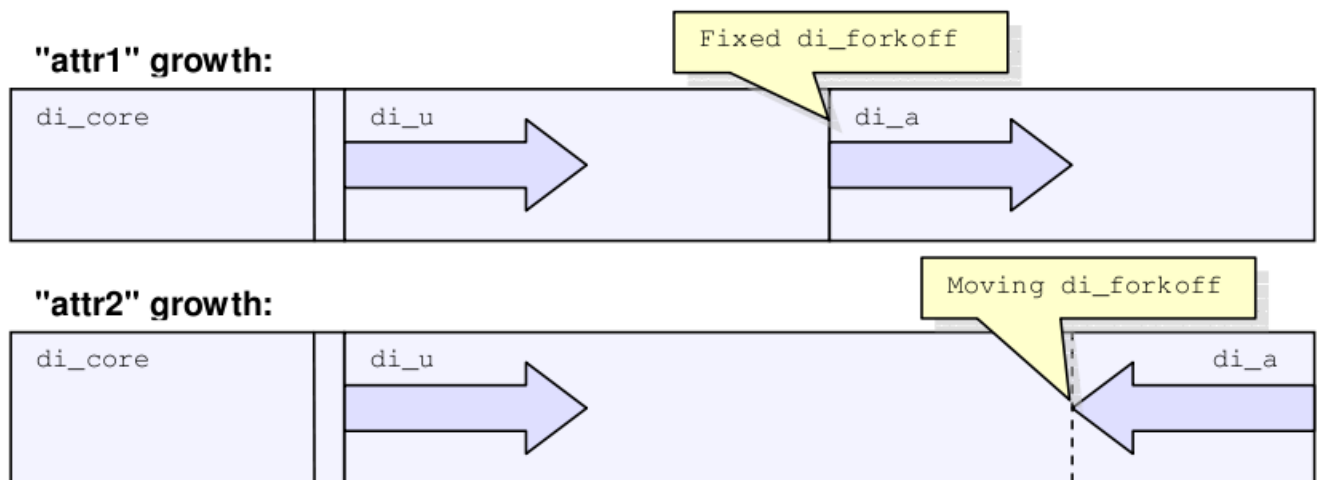 Fixed di_forkoff
"attr1" growth:
di_core
di_u
di_a
Moving di_forkoff
"attr2" growth:
di_core
di_u
di_a